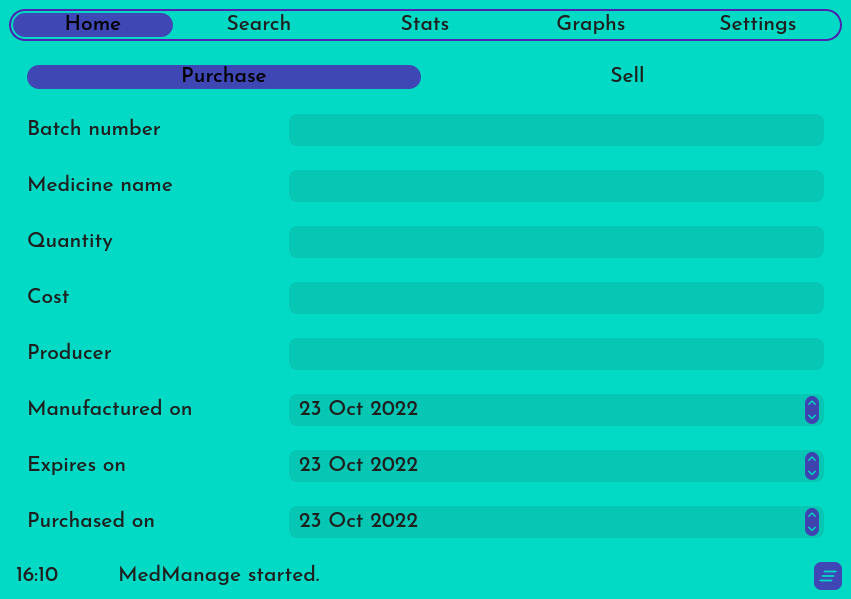 Home Search Stats Graphs Settings
Purchase Sell
Batch number
Medicine name
Quantity
Cost
Producer
Manufactured on 23 Oct 2022
Expires on 23 Oct 2022
Purchased on 23 Oct 2022
16:10 MedManage started.